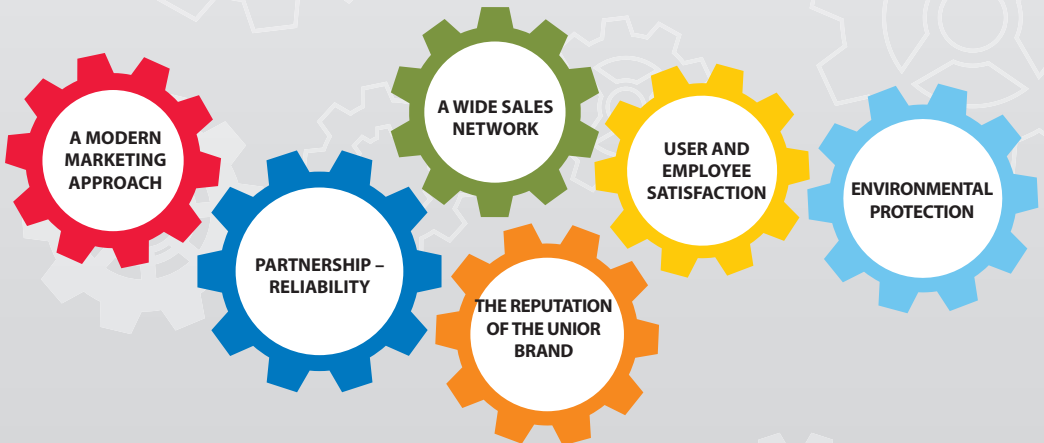 A MODERN
MARKETING
APPROACH
PARTNERSHIP –
RELIABILITY
A WIDE SALES
NETWORK
THE REPUTATION
OF THE UNIOR
BRAND
USER AND
EMPLOYEE
SATISFACTION
ENVIRONMENTAL
PROTECTION